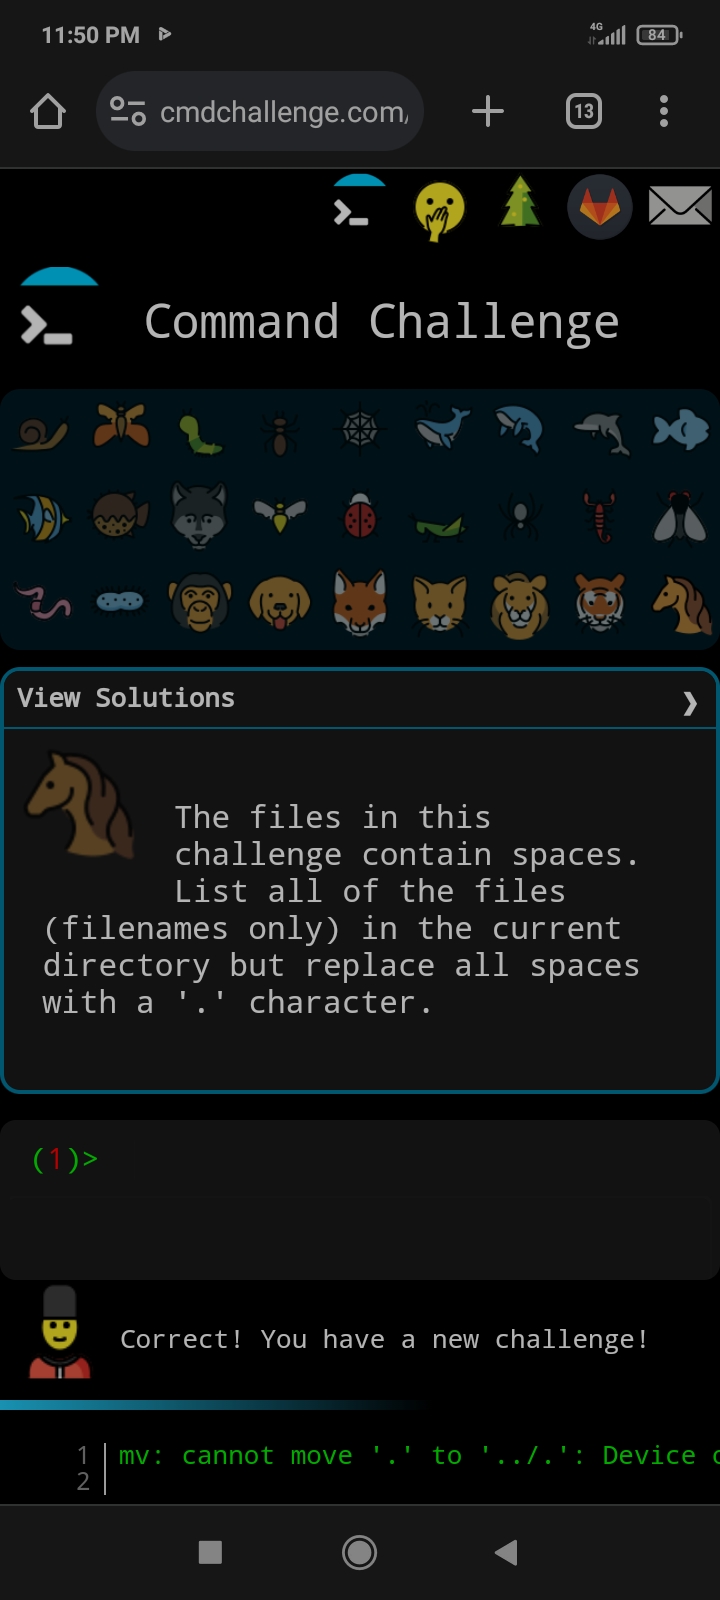 11:50 PM
4G
84
cmdchallenge.com/
13
Command Challenge
View Solutions
The files in this
challenge contain spaces.
List all of the files
(filenames only) in the current
directory but replace all spaces
with a '.' character.
(1)>
Correct! You have a new challenge!
1 mv: cannot move '.' to '../.': Device
2